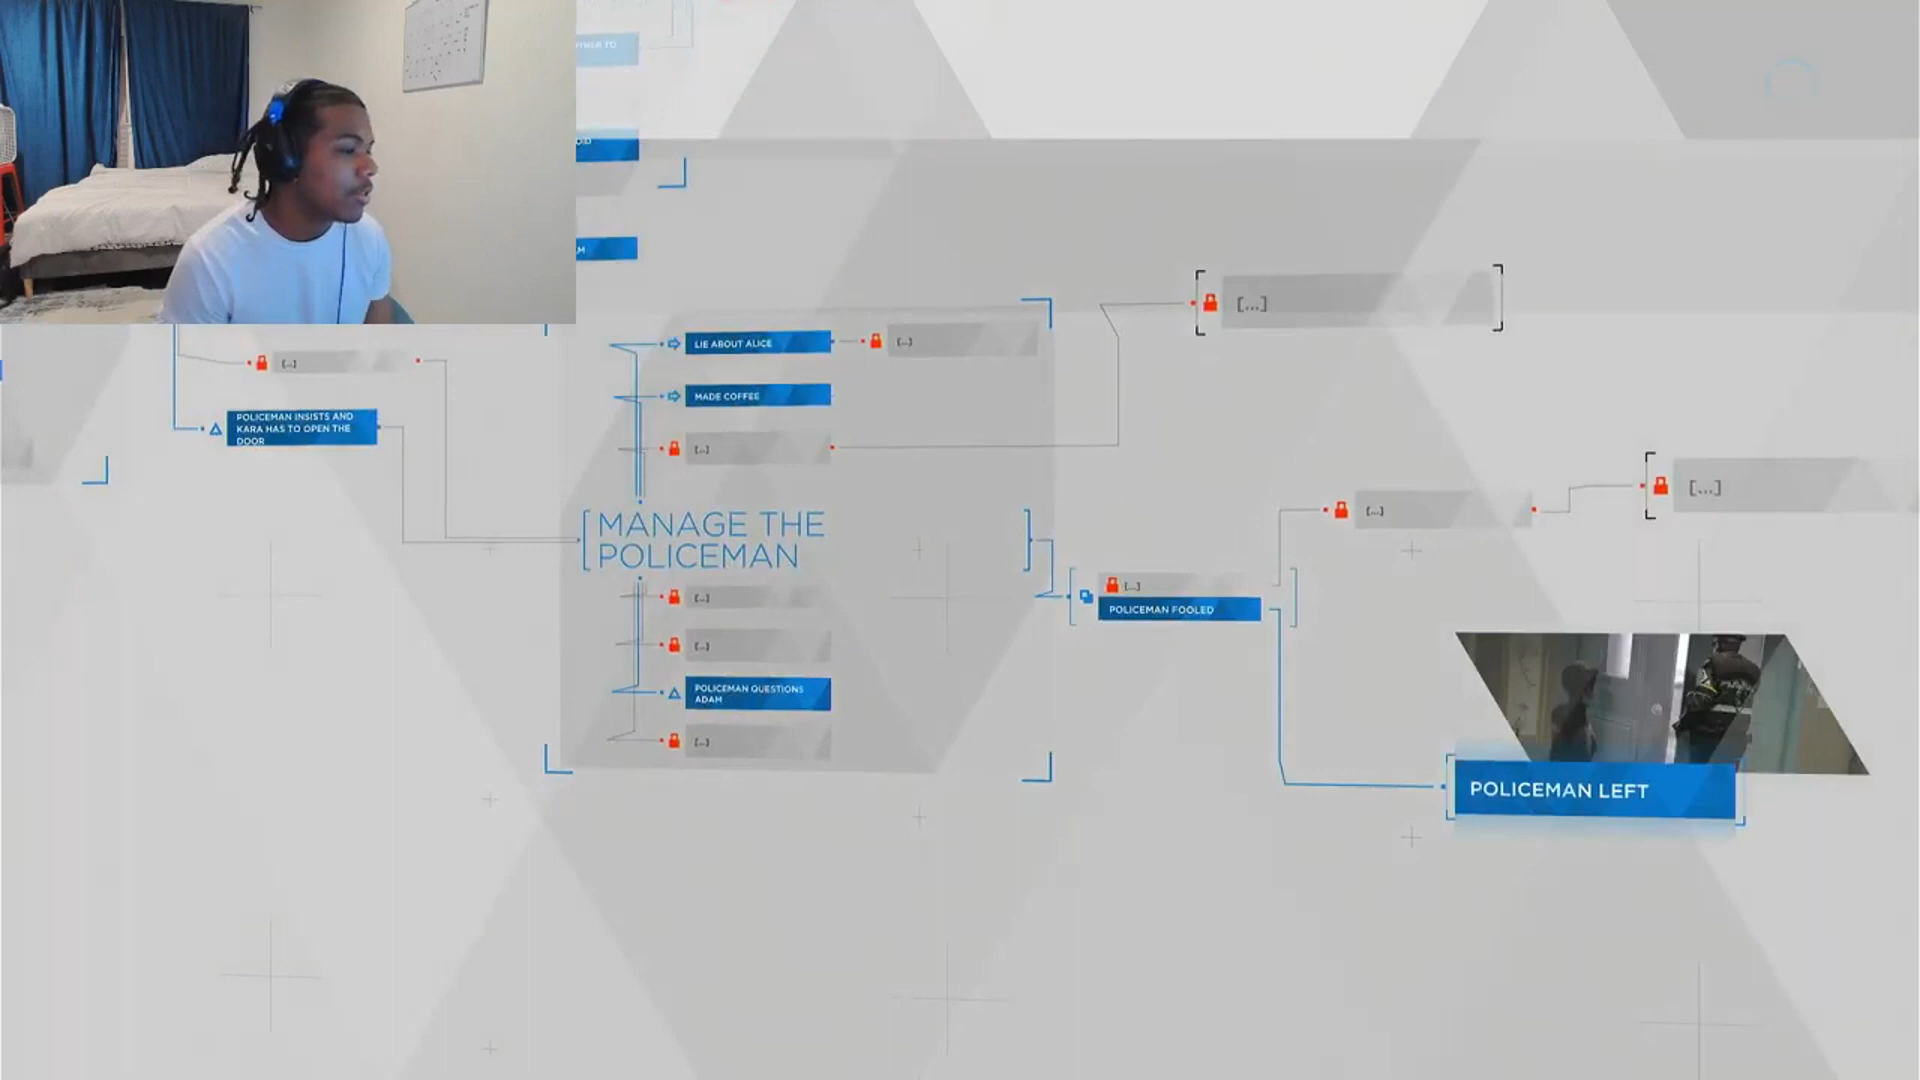 LIE ABOUT ALICE
[...]
[...]
[...]
MADE COFFEE
POLICEMAN INSISTS AND
KARA HAS TO OPEN THE
DOOR
[...]
[...]
[...]
MANAGE THE
POLICEMAN
[...]
[...]
POLICEMAN FOOLED
[...]
POLICEMAN QUESTIONS
ADAM
[...]
POLICEMAN LEFT